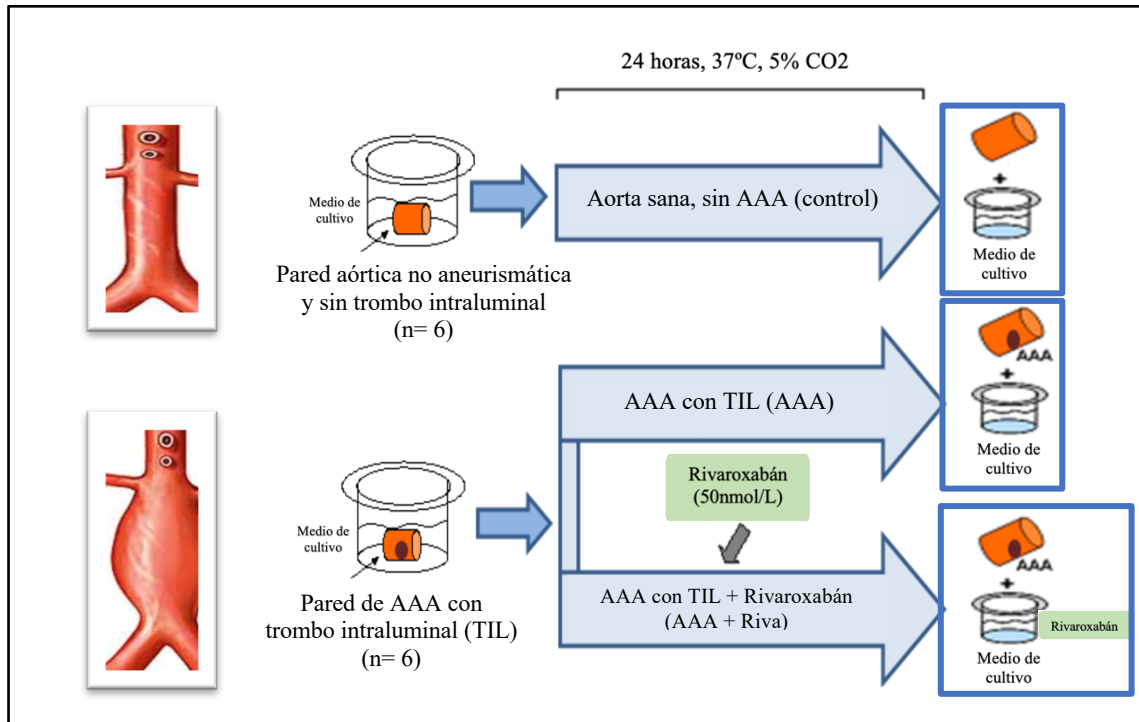 24 horas, 37ºC, 5% CO2
Medio de
cultivo
Pared aórtica no aneurismática
y sin trombo intraluminal
(n= 6)
Aorta sana, sin AAA (control)
+
Medio de
cultivo
Medio de
cultivo
Pared de AAA con
trombo intraluminal (TIL)
(n= 6)
AAA con TIL (AAA)
AAA
+
Medio de
cultivo
Rivaroxabán
(50nmol/L)
AAA con TIL + Rivaroxabán
(AAA + Riva)
AAA
+
Rivaroxabán
Medio de
cultivo